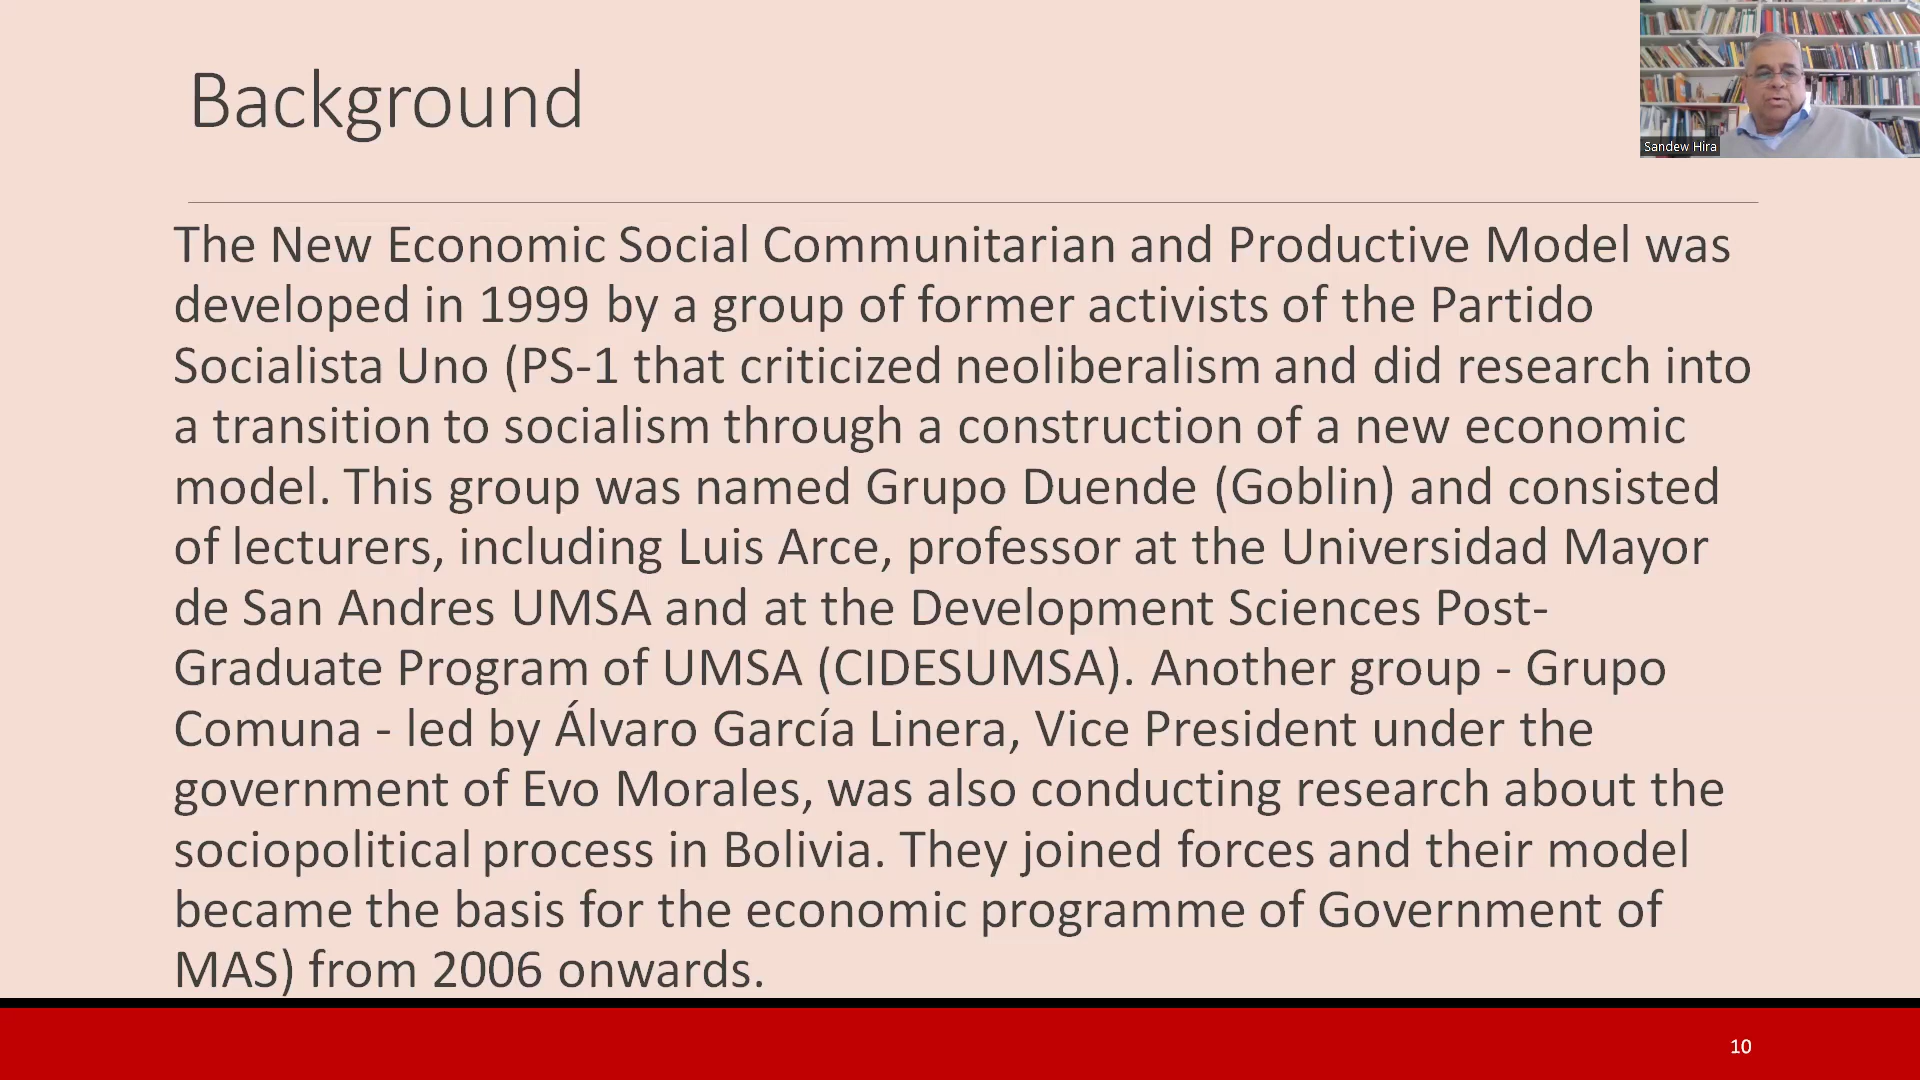 Background
Sandew Hira
The New Economic Social Communitarian and Productive Model was
developed in 1999 by a group of former activists of the Partido
Socialista Uno (PS-1 that criticized neoliberalism and did research into
a transition to socialism through a construction of a new economic
model. This group was named Grupo Duende (Goblin) and consisted
of lecturers, including Luis Arce, professor at the Universidad Mayor
de San Andres UMSA and at the Development Sciences Post-
Graduate Program of UMSA (CIDESUMSA). Another group - Grupo
Comuna - led by Álvaro García Linera, Vice President under the
government of Evo Morales, was also conducting research about the
sociopolitical process in Bolivia. They joined forces and their model
became the basis for the economic programme of Government of
MAS) from 2006 onwards.
10